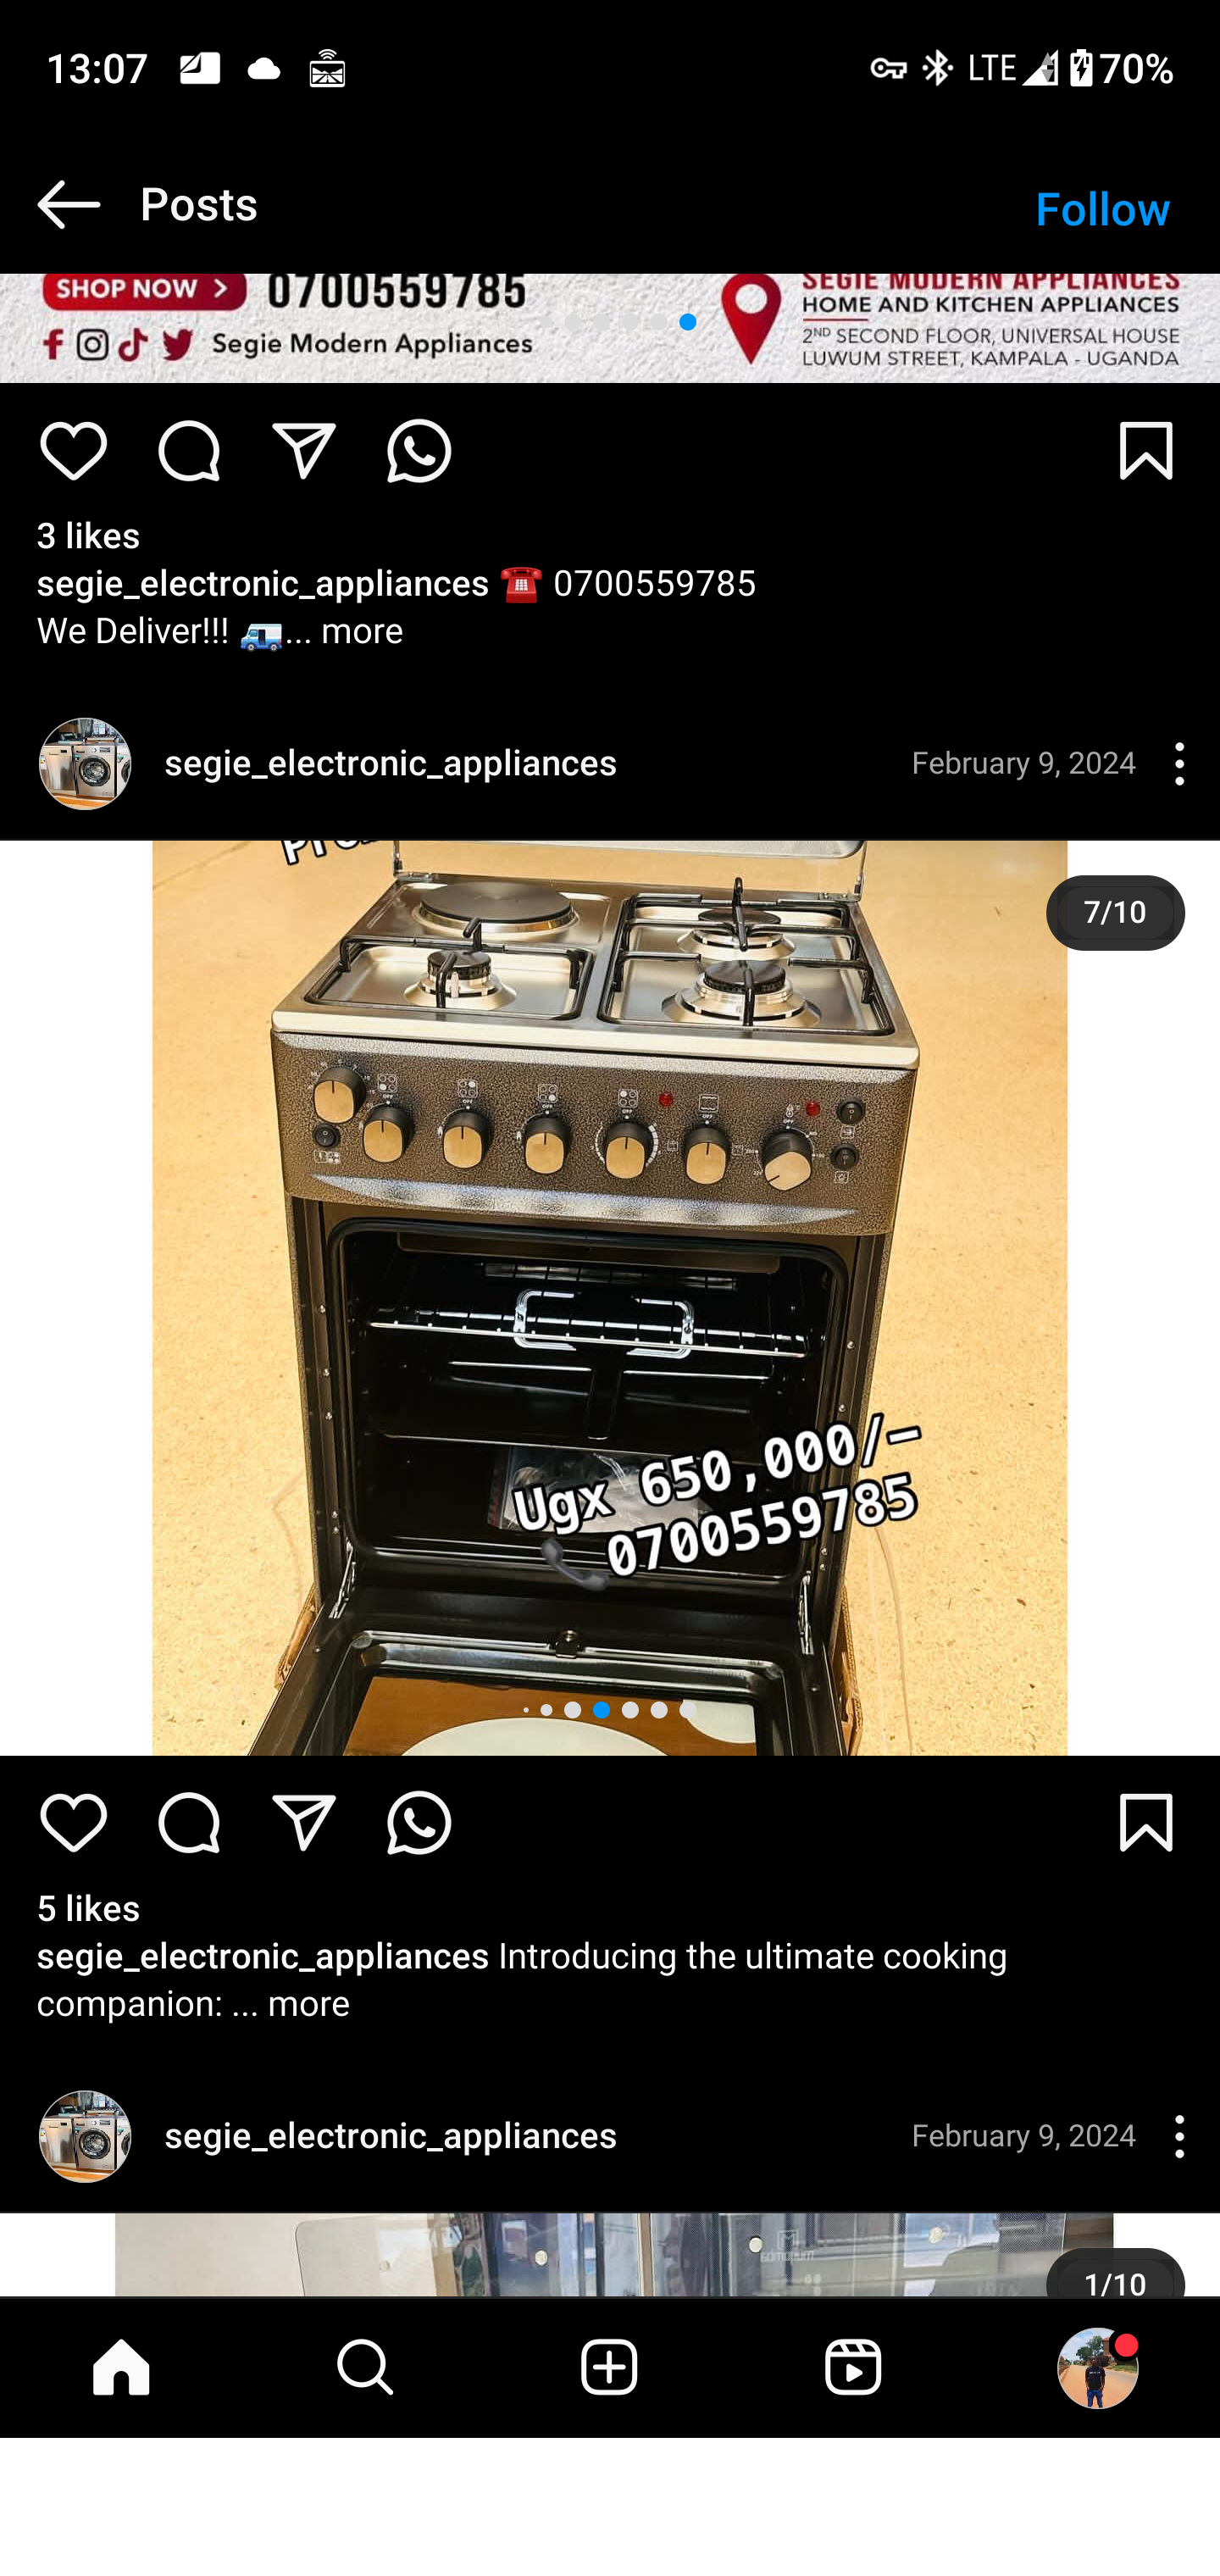 13:07
LTE 70%
Posts
Follow
SHOP NOW > 0700559785
Segie Modern Appliances
SEGIE MODERN APPLIANCES
HOME AND KITCHEN APPLIANCES
2ND SECOND FLOOR, UNIVERSAL HOUSE
LUWUM STREET, KAMPALA - UGANDA
3 likes
segie_electronic_appliances ☎️ 0700559785
We Deliver!!! 🚐... more
segie_electronic_appliances
February 9, 2024
7/10
Ugx 650,000/-
📞0700559785
5 likes
segie_electronic_appliances Introducing the ultimate cooking
companion: ... more
segie_electronic_appliances
February 9, 2024
1/10